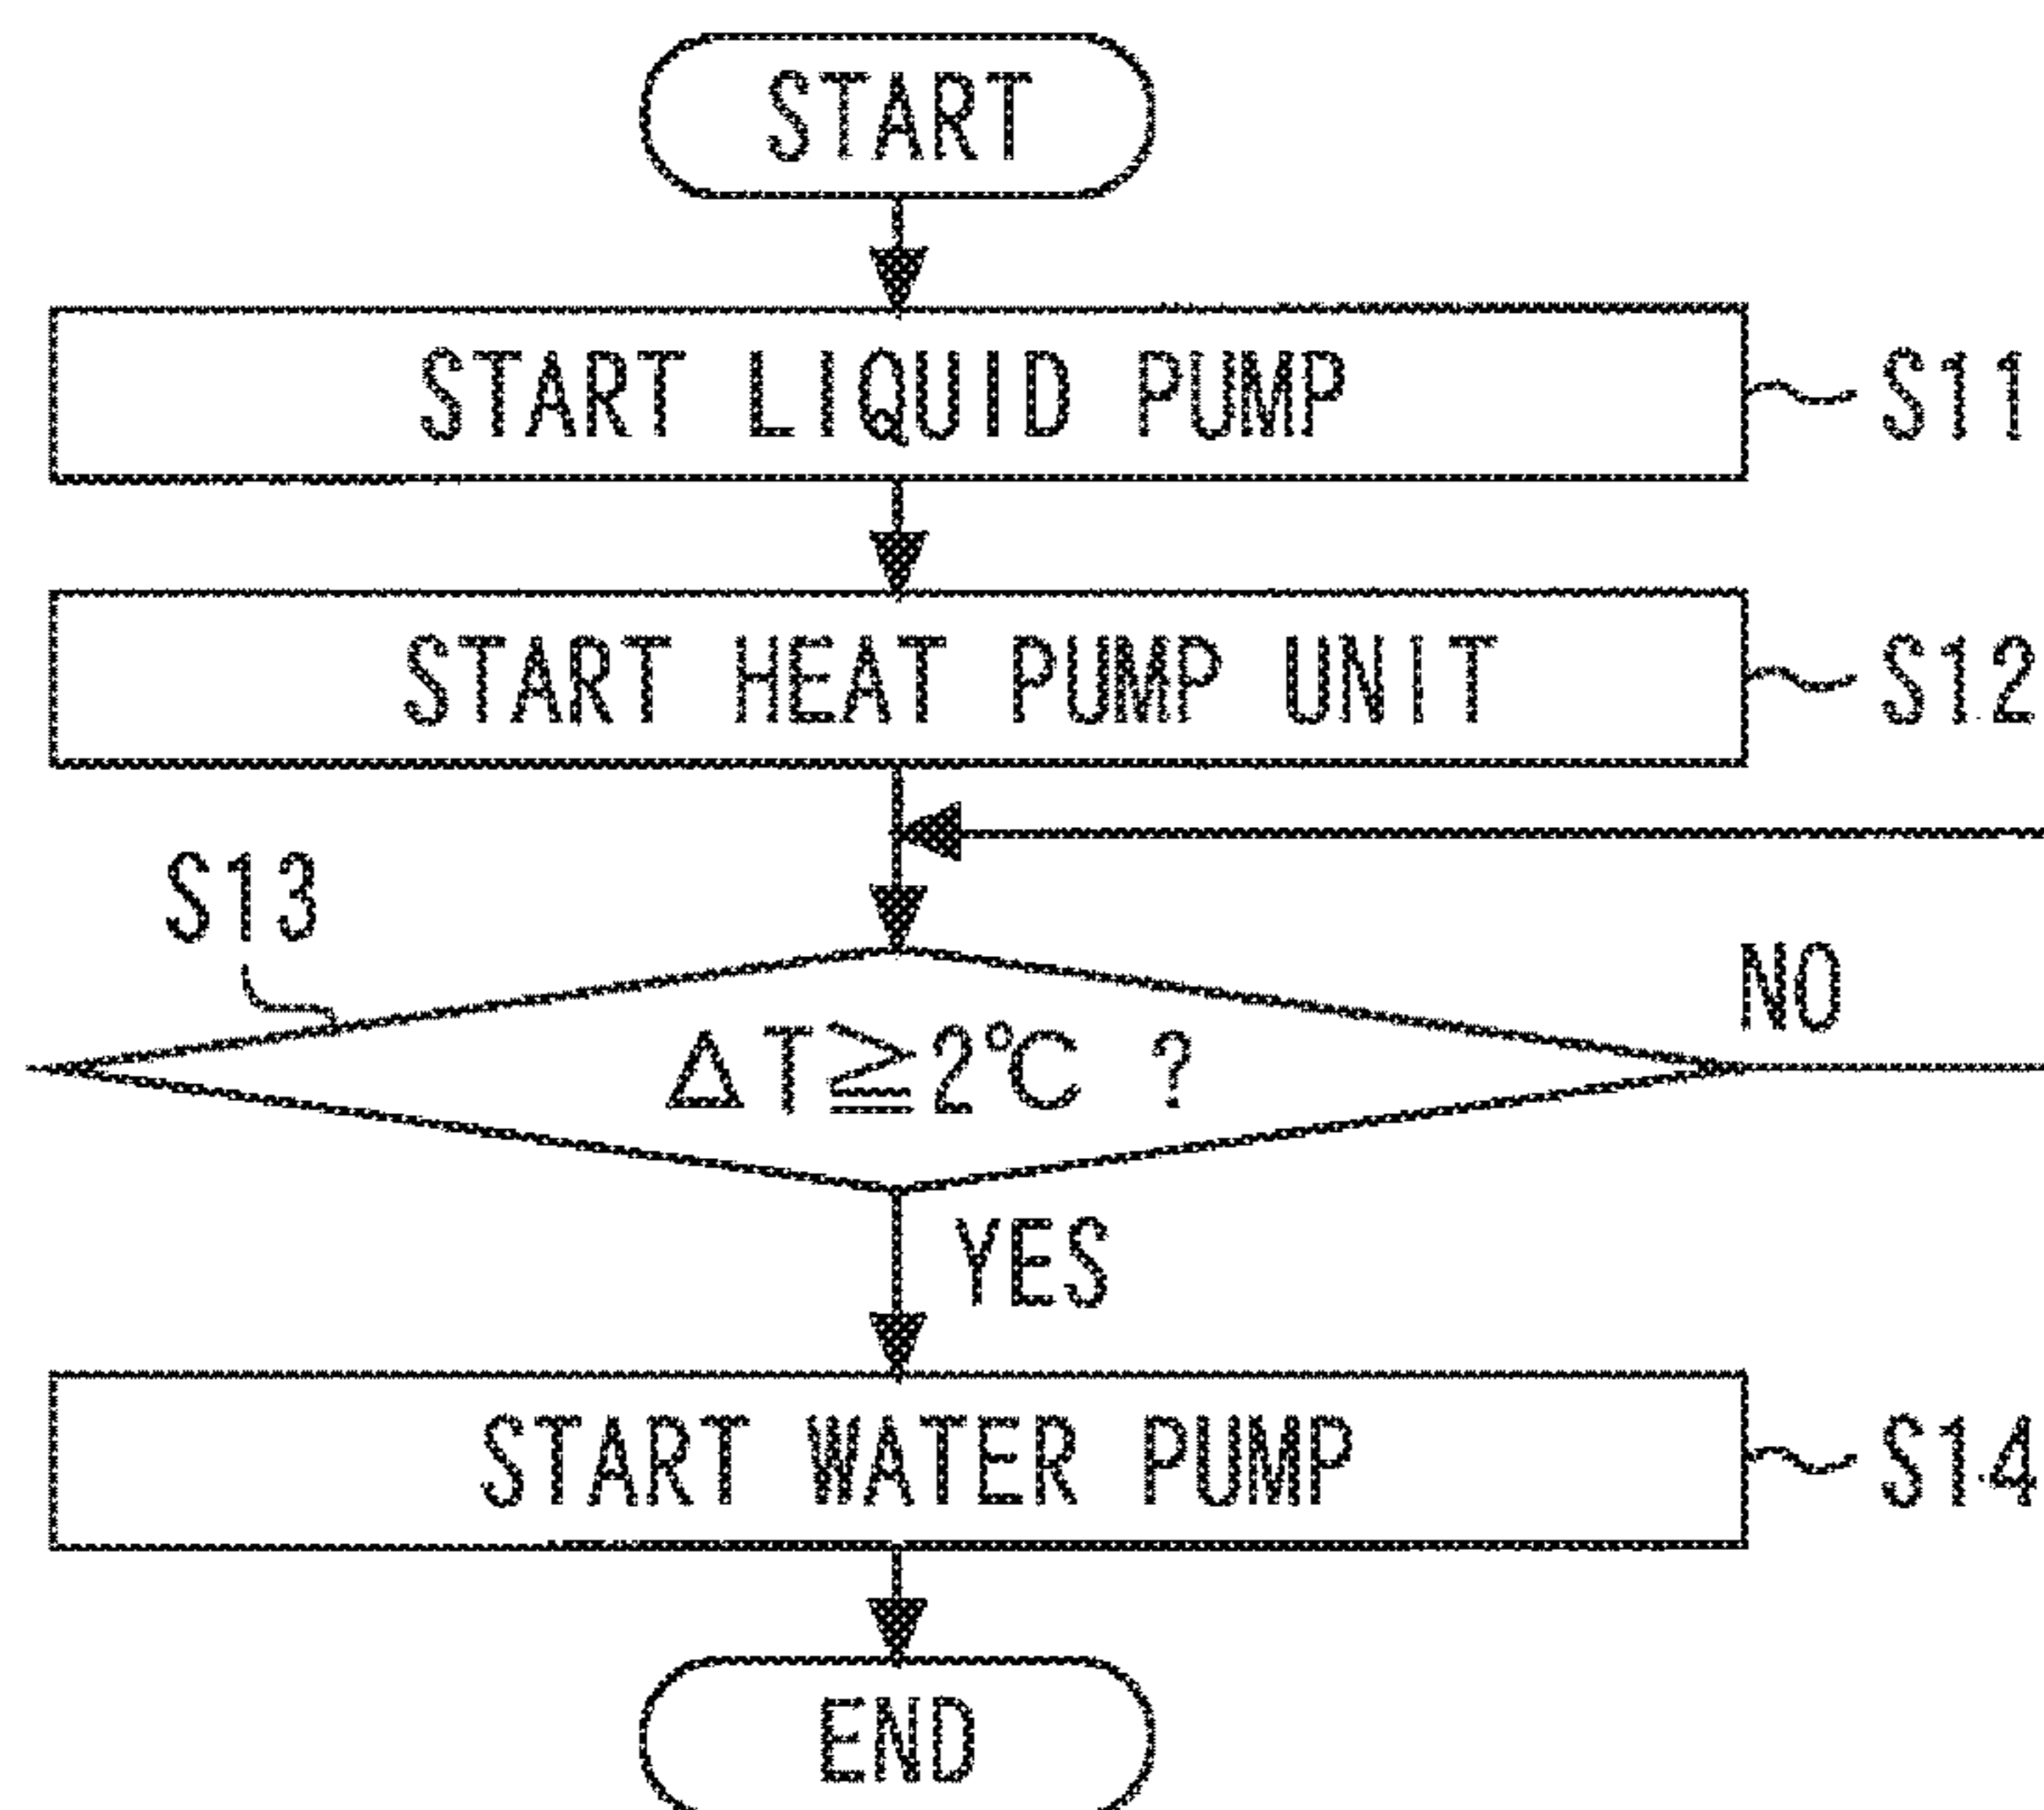 START
START LIQUID PUMP
S11
START HEAT PUMP UNIT
S12
S13
NO
ΔT≧2℃ ?
YES
START WATER PUMP
S14
END